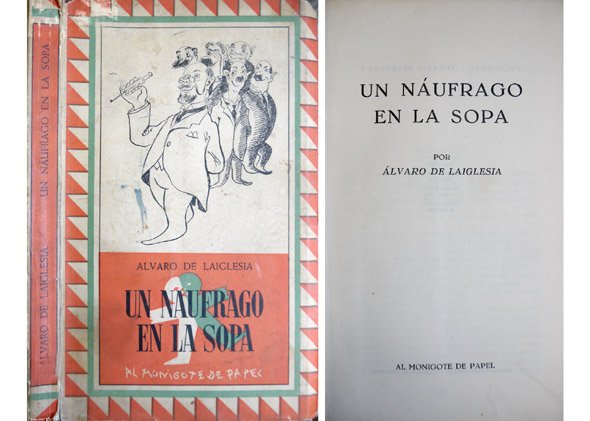 ALVARO DE LAIGLESIA UN NÁUFRAGO EN LA SOPA
ALVARO DE LAIGLESIA
UN NAUFRAGO
EN LA SOPA
AL MONIGOTE DE PAPEL
UN NÁUFRAGO
EN LA SOPA
POR
ÁLVARO DE LAIGLESIA
AL MONIGOTE DE PAPEL